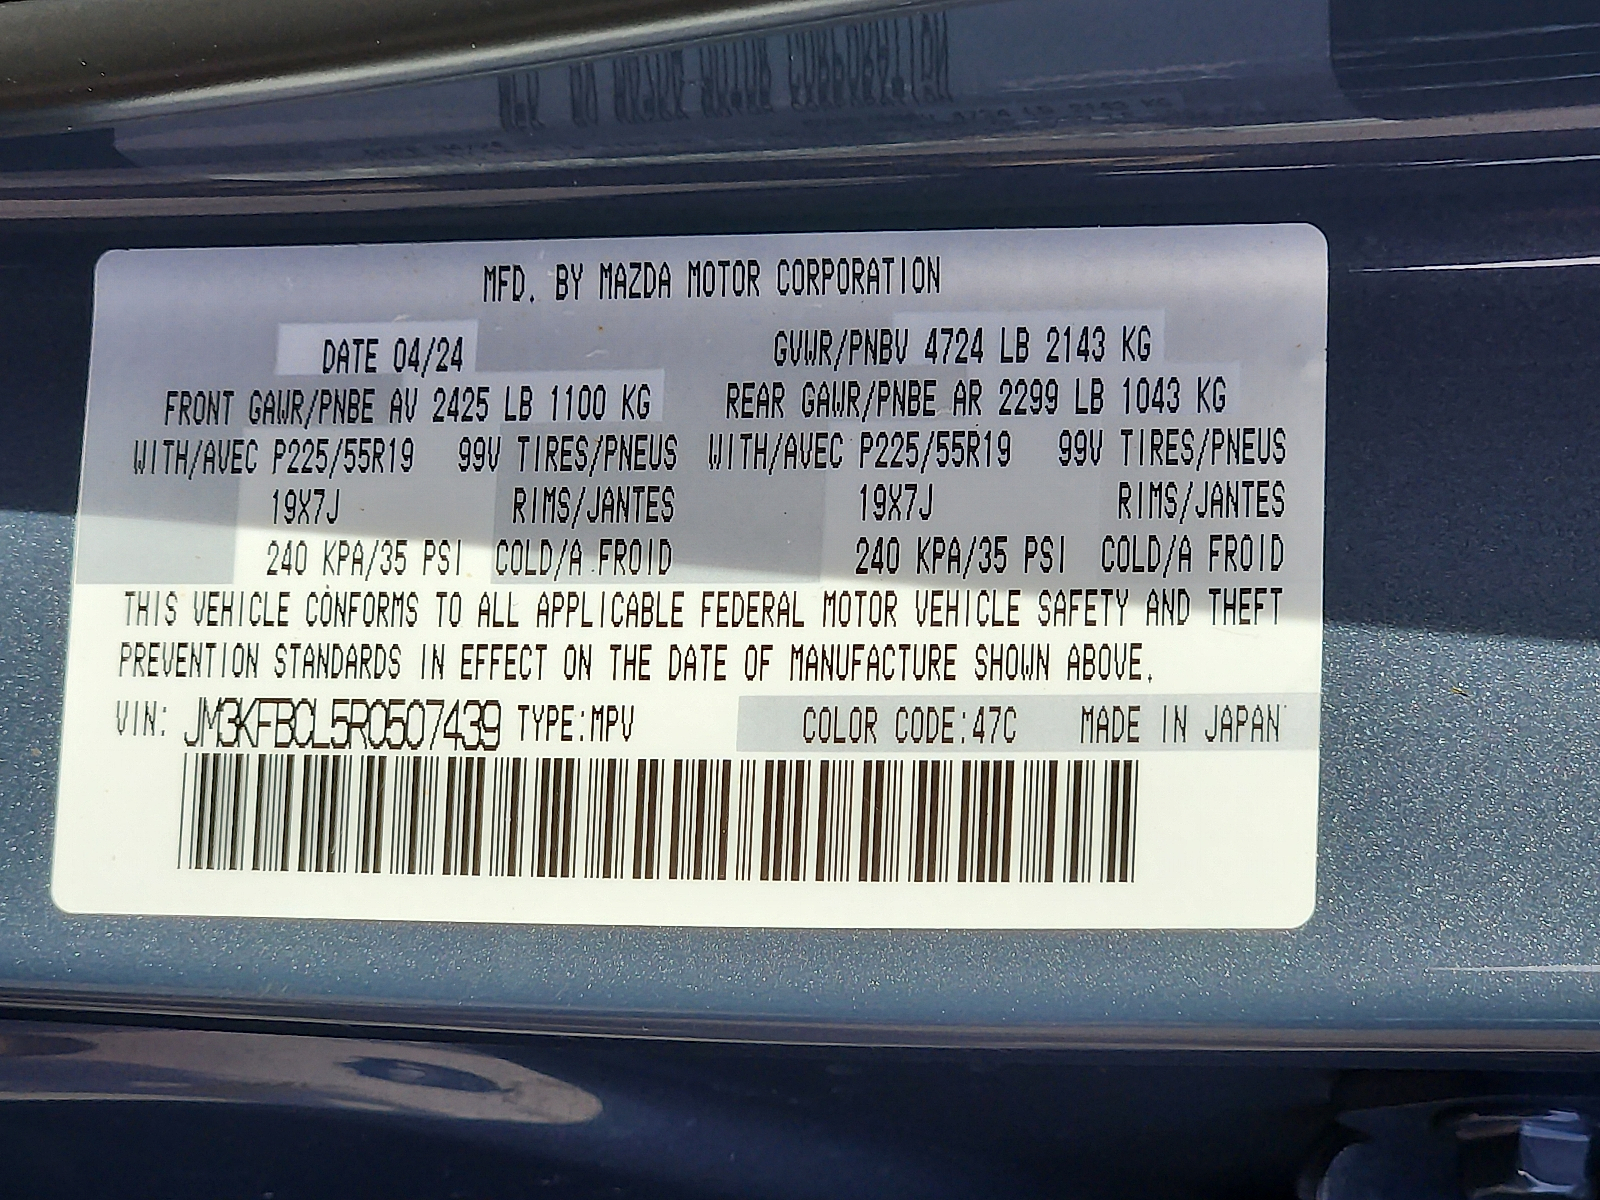 MFD. BY MAZDA MOTOR CORPORATION
DATE 04/24 GVWR/PNBV 4724 LB 2143 KG
FRONT GAWR/PNBE AV 2425 LB 1100 KG REAR GAWR/PNBE AR 2299 LB 1043 KG
WITH/AVEC P225/55R19 99V TIRES/PNEUS WITH/AVEC P225/55R19 99V TIRES/PNEUS
19X7J RIMS/JANTES 19X7J RIMS/JANTES
240 KPA/35 PSI COLD/A FROID 240 KPA/35 PSI COLD/A FROID
THIS VEHICLE CONFORMS TO ALL APPLICABLE FEDERAL MOTOR VEHICLE SAFETY AND THEFT
PREVENTION STANDARDS IN EFFECT ON THE DATE OF MANUFACTURE SHOWN ABOVE.
VIN: JM3KFBCL5R0507439 TYPE:MPV COLOR CODE:47C MADE IN JAPAN